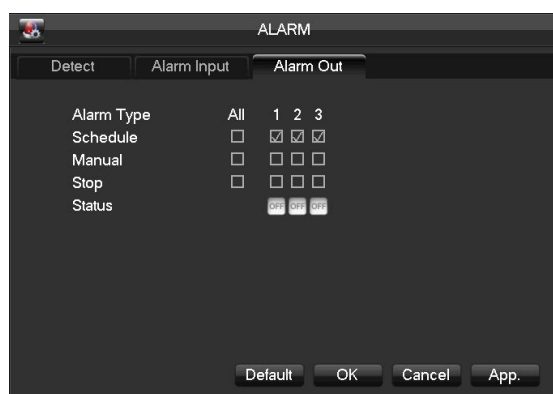 ALARM
Detect Alarm Input Alarm Out
Alarm Type All 1 2 3
Schedule
Manual
Stop
Status OFF OFF OFF
Default OK Cancel App.